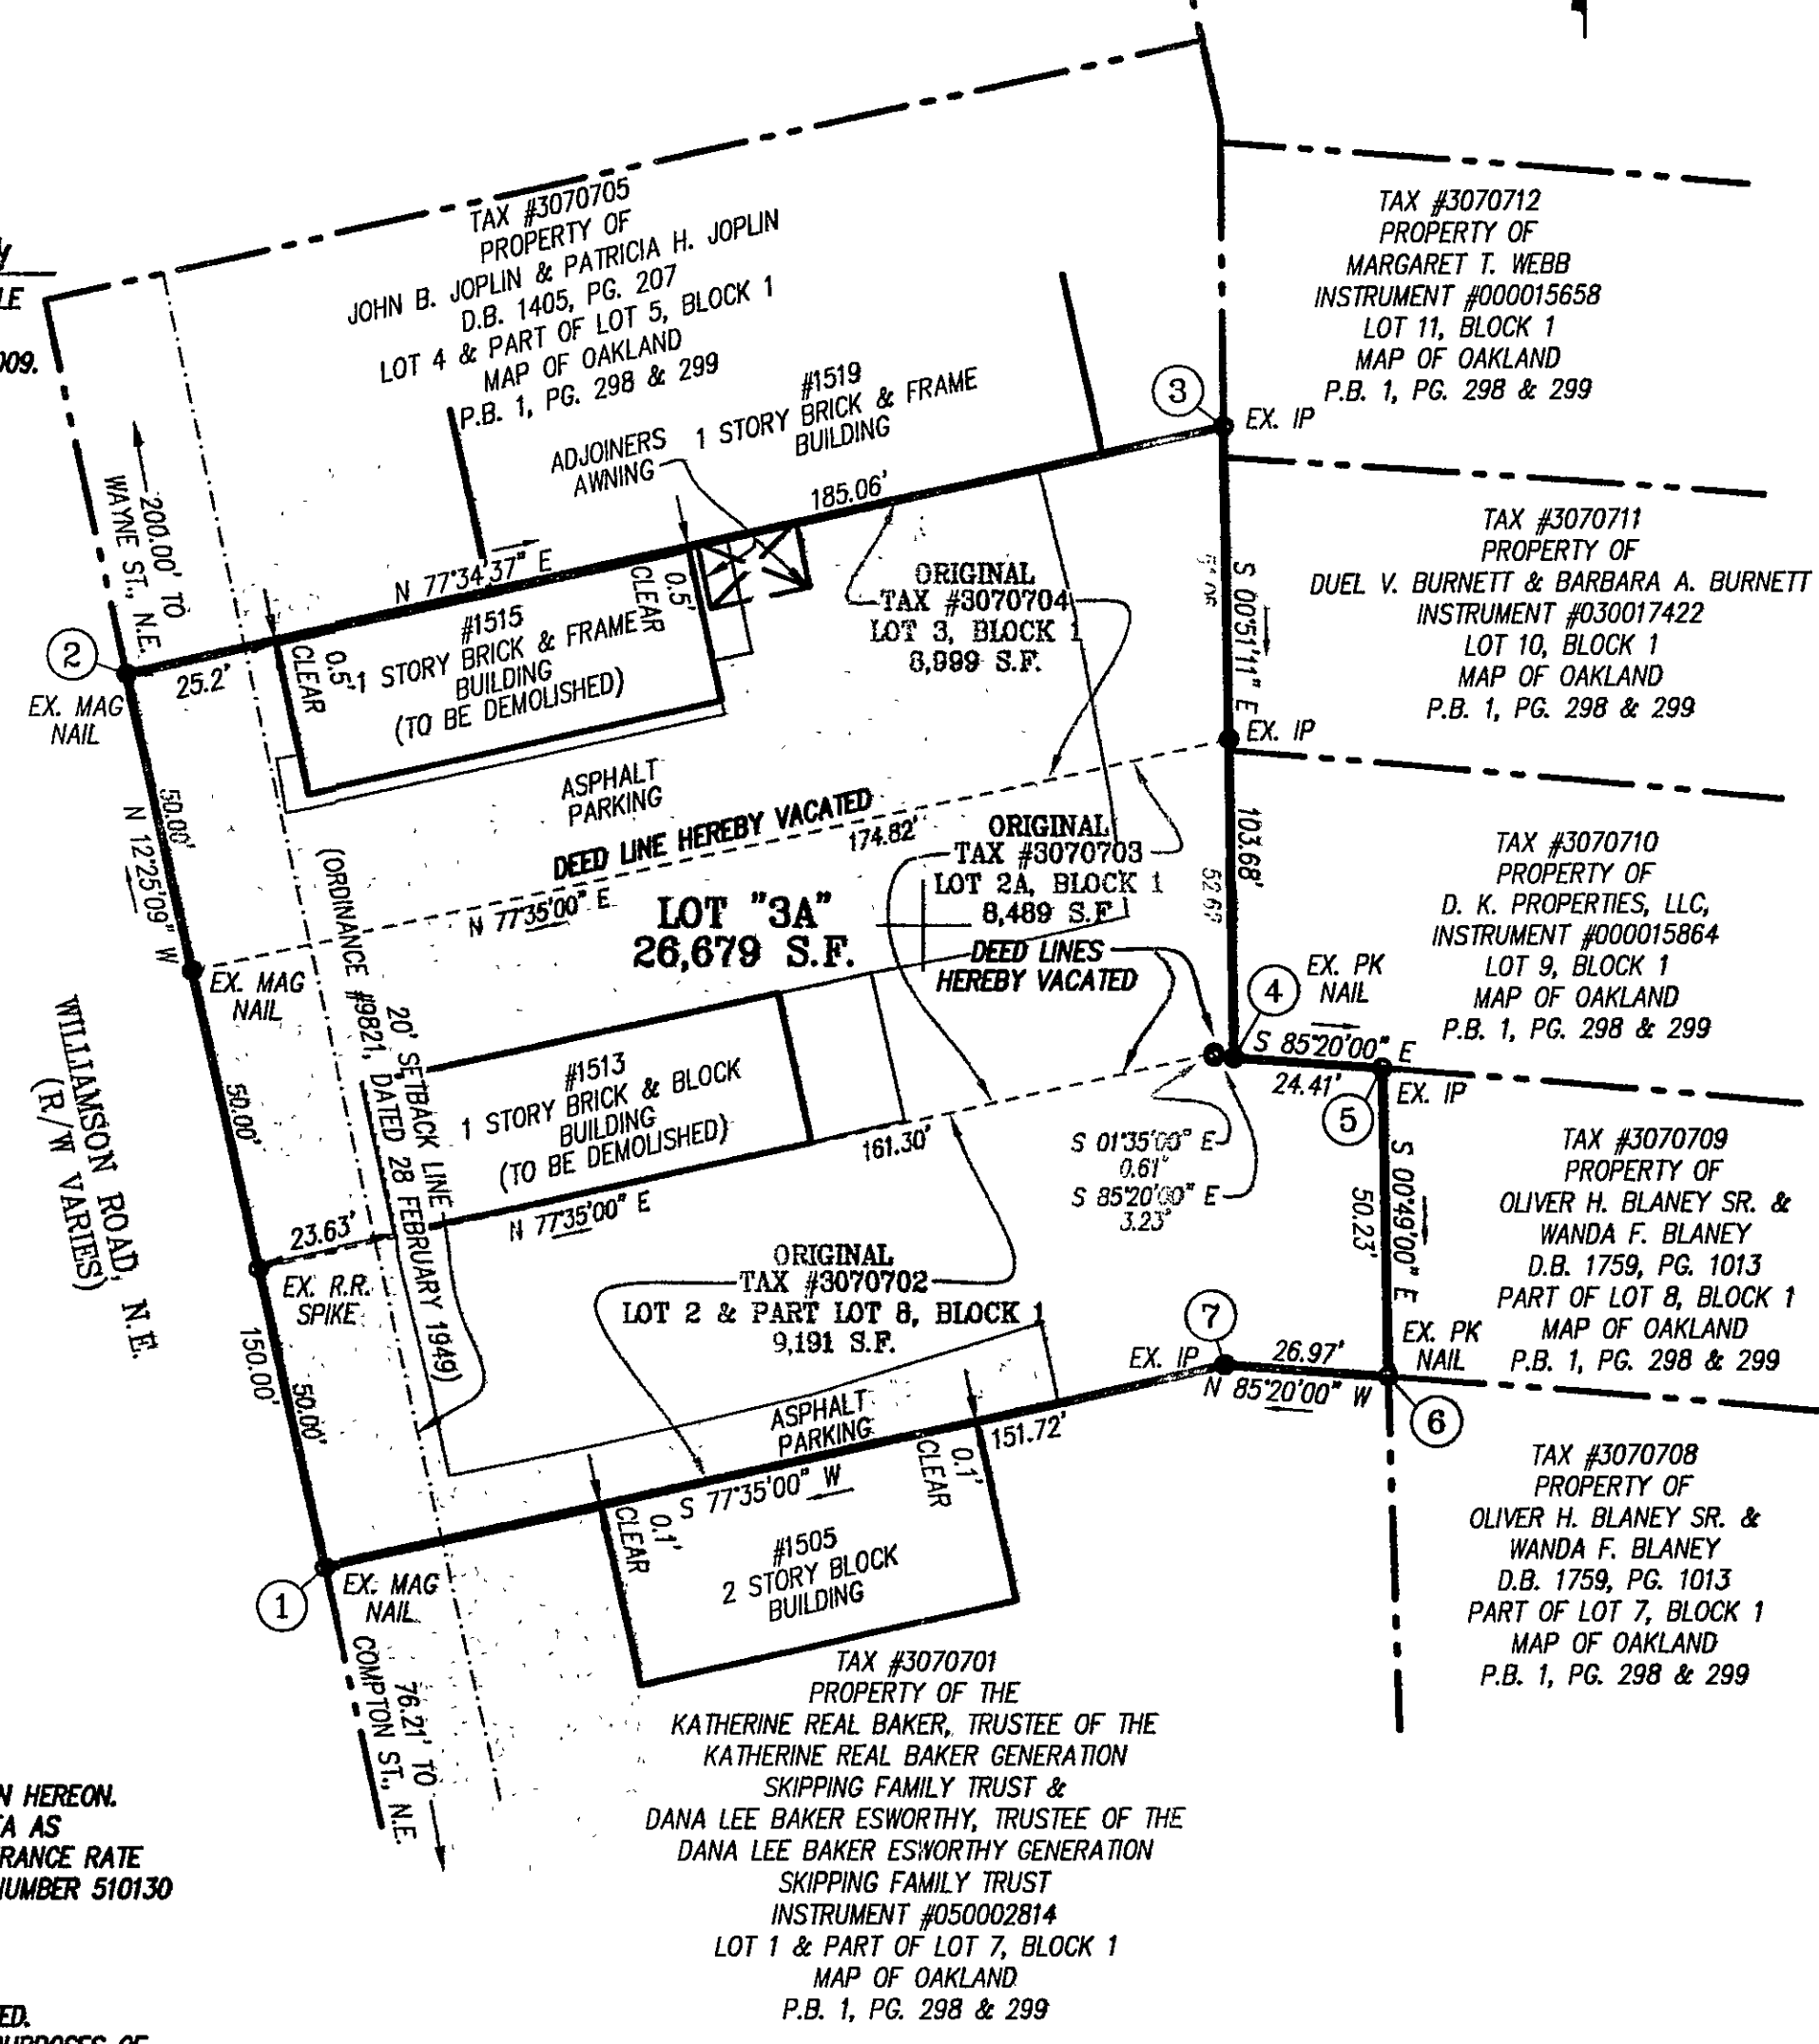 LE
009.
TAX #3070705
PROPERTY OF
JOHN B. JOPLIN & PATRICIA H. JOPLIN
D.B. 1405, PG. 207
LOT 4 & PART OF LOT 5, BLOCK 1
MAP OF OAKLAND
P.B. 1, PG. 298 & 299
#1519
1 STORY BRICK & FRAME
BUILDING
ADJOINERS
AWNING
185.06'
3
EX. IP
TAX #3070712
PROPERTY OF
MARGARET T. WEBB
INSTRUMENT #000015658
LOT 11, BLOCK 1
MAP OF OAKLAND
P.B. 1, PG. 298 & 299
TAX #3070711
PROPERTY OF
DUEL V. BURNETT & BARBARA A. BURNETT
INSTRUMENT #030017422
LOT 10, BLOCK 1
MAP OF OAKLAND
P.B. 1, PG. 298 & 299
S 00°51'11" E
EX. IP
103.68'
200.00' TO
WAYNE ST., N.E.
2
EX. MAG
NAIL
25.2'
N 77°34'37" E
0.5'
CLEAR
0.5'
CLEAR
#1515
1 STORY BRICK & FRAME
BUILDING
(TO BE DEMOLISHED)
ORIGINAL
TAX #3070704
LOT 3, BLOCK 1
8,999 S.F.
ASPHALT
PARKING
50.00'
N 12°25'09" W
DEED LINE HEREBY VACATED
174.82'
N 77°35'00" E
ORIGINAL
TAX #3070703
LOT 2A, BLOCK 1
8,489 S.F.
LOT "3A"
26,679 S.F.
DEED LINES
HEREBY VACATED
TAX #3070710
PROPERTY OF
D. K. PROPERTIES, LLC,
INSTRUMENT #000015864
LOT 9, BLOCK 1
MAP OF OAKLAND
P.B. 1, PG. 298 & 299
4
EX. PK
NAIL
S 85°20'00" E
24.41'
5
EX. IP
EX. MAG
NAIL
20' SETBACK LINE
(ORDINANCE #9821, DATED 28 FEBRUARY 1949)
#1513
1 STORY BRICK & BLOCK
BUILDING
(TO BE DEMOLISHED)
161.30'
N 77°35'00" E
S 01°35'00" E
0.61'
S 85°20'00" E
3.23'
S 00°49'00" E
50.23'
TAX #3070709
PROPERTY OF
OLIVER H. BLANEY SR. &
WANDA F. BLANEY
D.B. 1759, PG. 1013
PART OF LOT 8, BLOCK 1
MAP OF OAKLAND
P.B. 1, PG. 298 & 299
WILLIAMSON ROAD, N.E.
(R/W VARIES)
50.00'
23.63'
EX. R.R.
SPIKE
150.00'
50.00'
ORIGINAL
TAX #3070702
LOT 2 & PART LOT 8, BLOCK 1
9,191 S.F.
7
EX. IP
26.97'
N 85°20'00" W
EX. PK
NAIL
6
ASPHALT
PARKING
151.72'
S 77°35'00" W
0.1'
CLEAR
0.1'
CLEAR
#1505
2 STORY BLOCK
BUILDING
1
EX. MAG
NAIL
76.21' TO
COMPTON ST., N.E.
TAX #3070708
PROPERTY OF
OLIVER H. BLANEY SR. &
WANDA F. BLANEY
D.B. 1759, PG. 1013
PART OF LOT 7, BLOCK 1
MAP OF OAKLAND
P.B. 1, PG. 298 & 299
TAX #3070701
PROPERTY OF THE
KATHERINE REAL BAKER, TRUSTEE OF THE
KATHERINE REAL BAKER GENERATION
SKIPPING FAMILY TRUST &
DANA LEE BAKER ESWORTHY, TRUSTEE OF THE
DANA LEE BAKER ESWORTHY GENERATION
SKIPPING FAMILY TRUST
INSTRUMENT #050002814
LOT 1 & PART OF LOT 7, BLOCK 1
MAP OF OAKLAND
P.B. 1, PG. 298 & 299
N HEREON.
A AS
RANCE RATE
NUMBER 510130
ED.